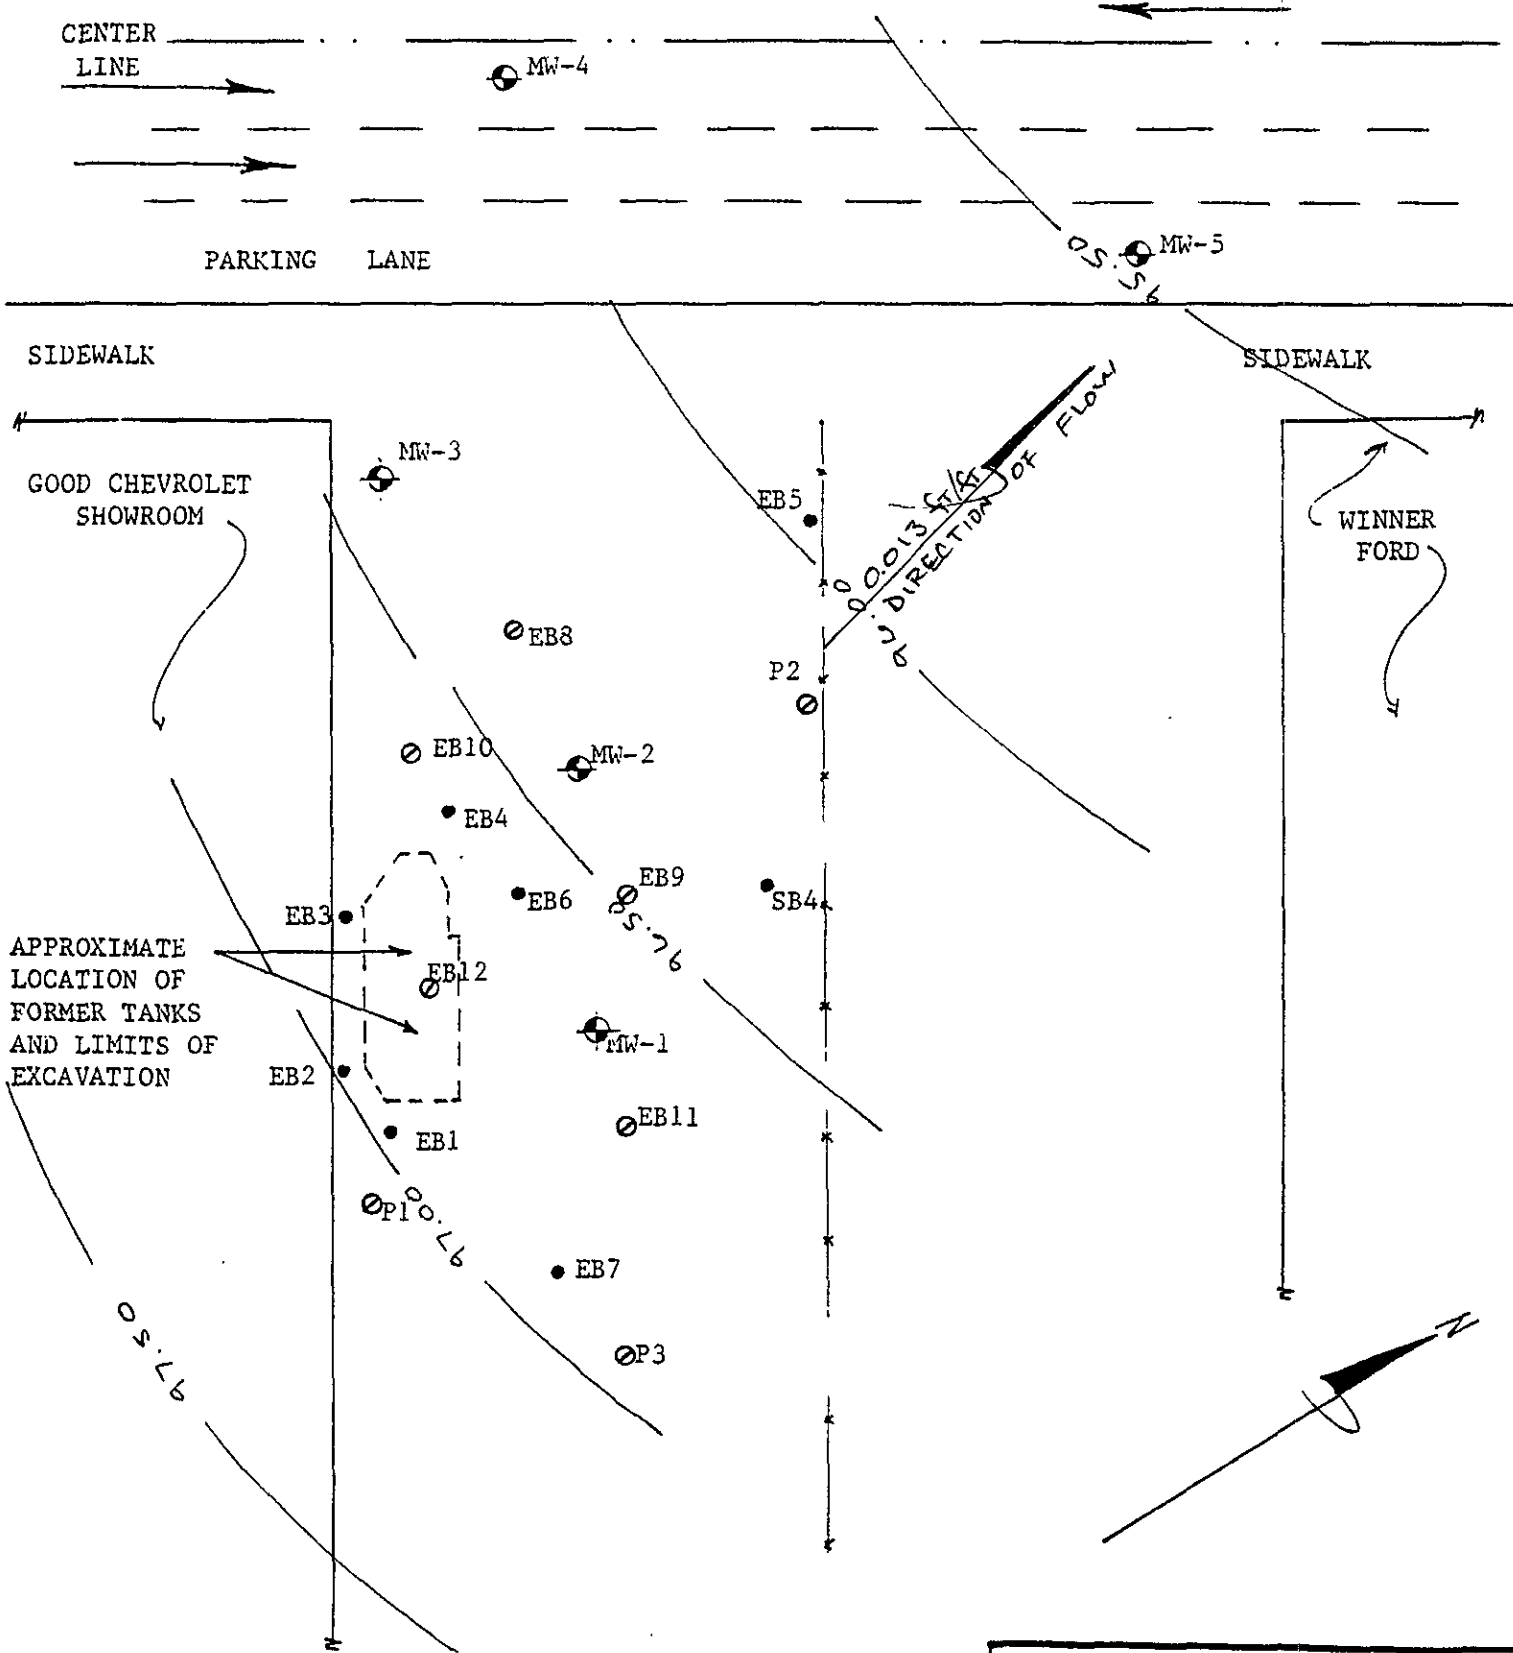 CENTER
LINE
MW-4
PARKING LANE
95.50
MW-5
SIDEWALK
SIDEWALK
GOOD CHEVROLET
SHOWROOM
MW-3
EB5
0.013 ft/ft
DIRECTION OF FLOW
WINNER
FORD
EB8
96.00
P2
EB10
MW-2
EB4
EB6
EB9
SB4
96.50
EB3
APPROXIMATE
LOCATION OF
FORMER TANKS
AND LIMITS OF
EXCAVATION
EB12
MW-1
EB2
EB1
EB11
P1
97.00
EB7
97.50
P3
N